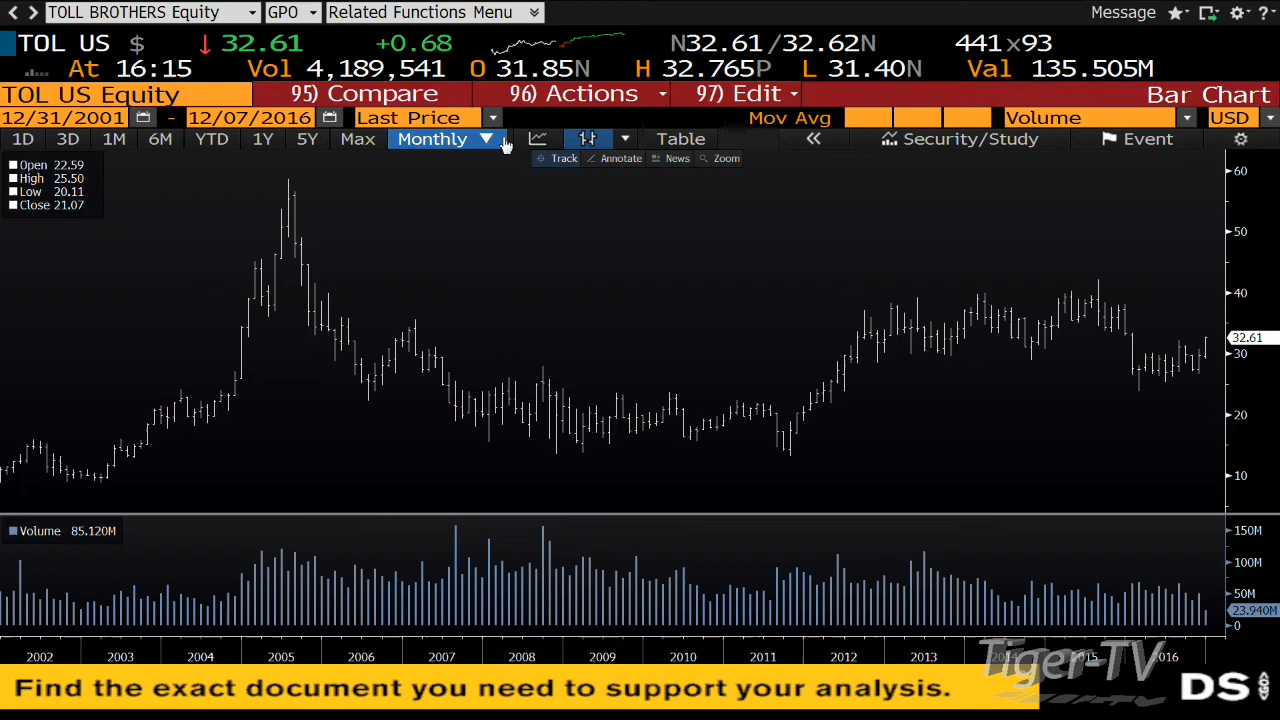 TOLL BROTHERS Equity GPO Related Functions Menu Message ?
TOL US $ ↓ 32.61 +0.68 N32.61/32.62N 441x93
At 16:15 Vol 4,189,541 O 31.85N H 32.765P L 31.40N Val 135.505M
TOL US Equity 95) Compare 96) Actions 97) Edit Bar Chart
12/31/2001 - 12/07/2016 Last Price Mov Avg Volume USD
1D 3D 1M 6M YTD 1Y 5Y Max Monthly ▼ Table « Security/Study Event
Track Annotate News Zoom
Open 22.59
High 25.50
Low 20.11
Close 21.07
60
50
40
32.61
30
20
10
Volume 85.120M
150M
100M
50M
23.940M
0
2002 2003 2004 2005 2006 2007 2008 2009 2010 2011 2012 2013 2014 2015 2016
Tiger-TV
Find the exact document you need to support your analysis.
DS GO